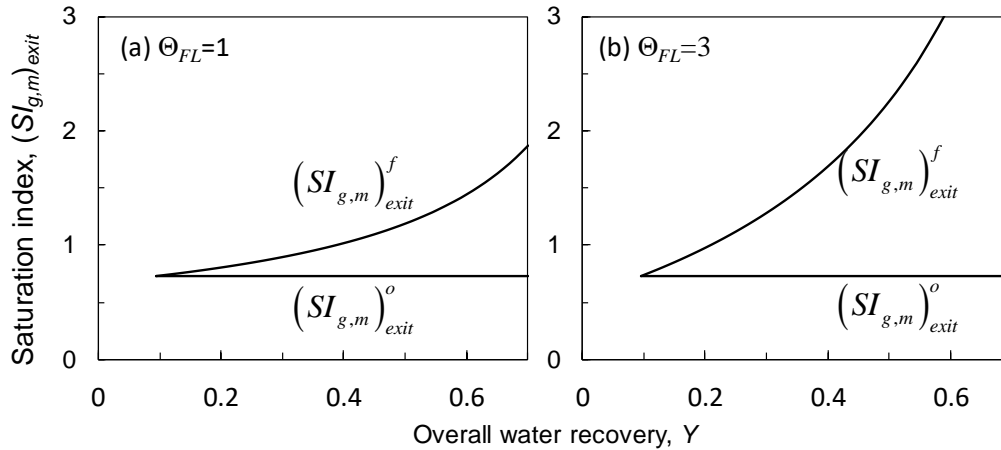 (a) Θ_FL=1
(b) Θ_FL=3
Saturation index, (SI_g,m)_exit
3
2
1
0
(SI_g,m)^f_exit
(SI_g,m)^o_exit
0
0.2
0.4
0.6
3
2
1
0
(SI_g,m)^f_exit
(SI_g,m)^o_exit
0
0.2
0.4
0.6
Overall water recovery, Y